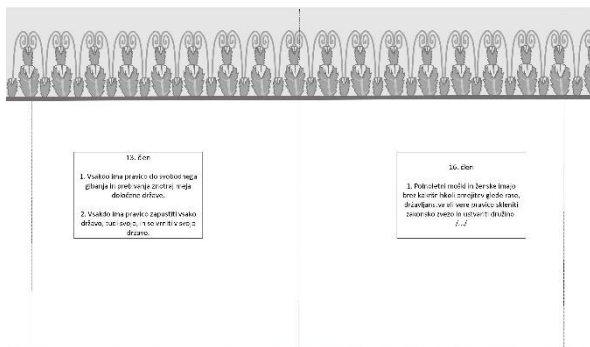 13. člen
1. Vsakdo ima pravico do svobodnega
gibanja in prebivanja znotraj meja
določene države.
2. Vsakdo ima pravico zapustiti vsako
državo, tudi svojo, in se vrniti v svojo
državo.
16. člen
1. Polnoletni moški in ženske imajo
brez kakršnihkoli omejitev glede rase,
državljanstva ali vere pravico skleniti
zakonsko zvezo in ustvariti družino
/.../